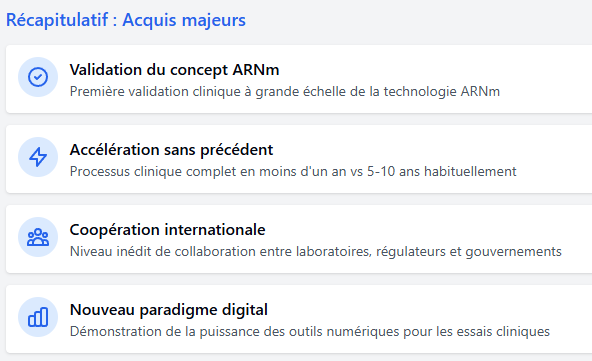 Récapitulatif : Acquis majeurs
Validation du concept ARNm
Première validation clinique à grande échelle de la technologie ARNm
Accélération sans précédent
Processus clinique complet en moins d'un an vs 5-10 ans habituellement
Coopération internationale
Niveau inédit de collaboration entre laboratoires, régulateurs et gouvernements
Nouveau paradigme digital
Démonstration de la puissance des outils numériques pour les essais cliniques